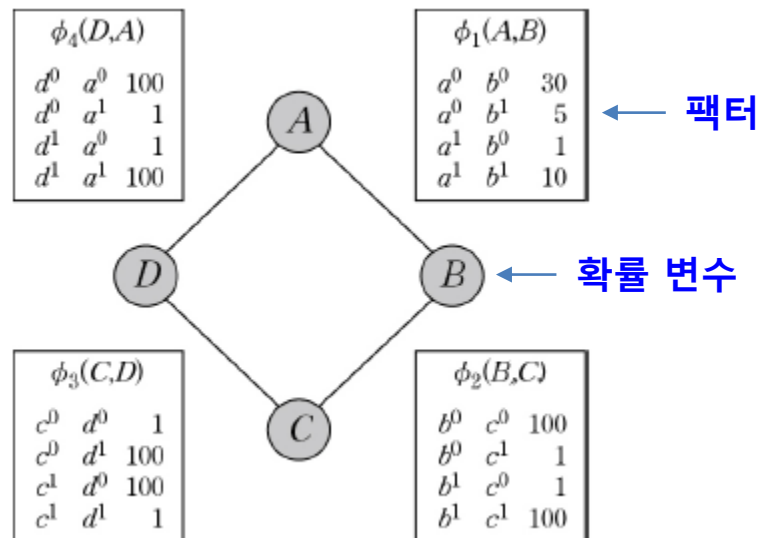 ϕ₄(D,A)
d⁰ a⁰ 100
d⁰ a¹ 1
d¹ a⁰ 1
d¹ a¹ 100
ϕ₁(A,B)
a⁰ b⁰ 30
a⁰ b¹ 5
a¹ b⁰ 1
a¹ b¹ 10
팩터
A
D
B
확률 변수
C
ϕ₃(C,D)
c⁰ d⁰ 1
c⁰ d¹ 100
c¹ d⁰ 100
c¹ d¹ 1
ϕ₂(B,C)
b⁰ c⁰ 100
b⁰ c¹ 1
b¹ c⁰ 1
b¹ c¹ 100